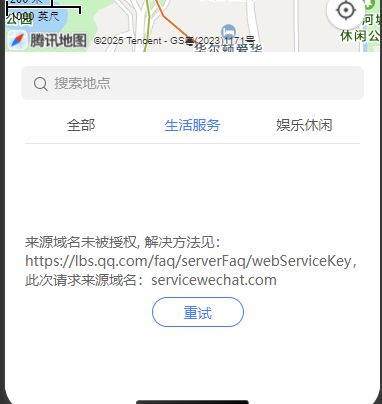 200 米
公园
1000 英尺
腾讯地图 ©2025 Tencent - GS粤(2023)1171号
华尔顿爱华
休闲公
搜索地点
全部 生活服务 娱乐休闲
来源域名未被授权, 解决方法见：
https://lbs.qq.com/faq/serverFaq/webServiceKey,
此次请求来源域名：servicewechat.com
重试